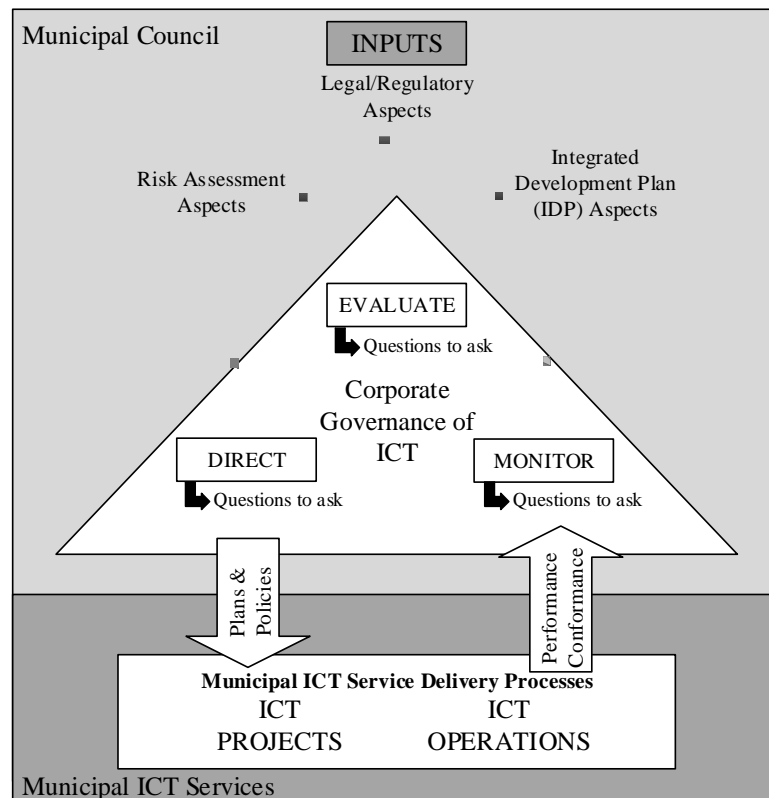 Municipal Council
INPUTS
Legal/Regulatory
Aspects
Risk Assessment
Aspects
Integrated
Development Plan
(IDP) Aspects
EVALUATE
Questions to ask
Corporate
Governance of
ICT
DIRECT
Questions to ask
MONITOR
Questions to ask
Plans &
Policies
Performance
Conformance
Municipal ICT Service Delivery Processes
ICT
PROJECTS
ICT
OPERATIONS
Municipal ICT Services